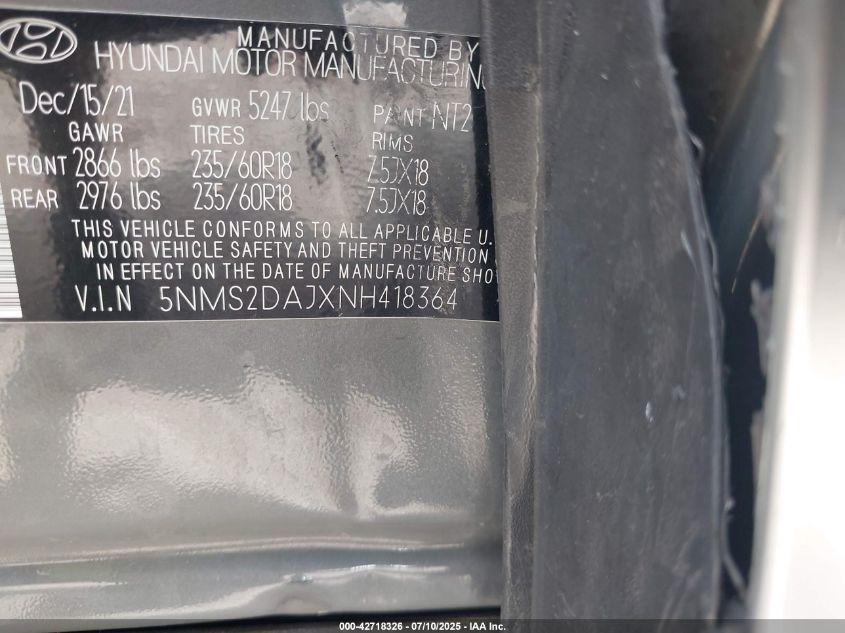 MANUFACTURED BY
HYUNDAI MOTOR MANUFACTURING
Dec/15/21 GVWR 5247 lbs PAINT NT2
GAWR TIRES RIMS
FRONT 2866 lbs 235/60R18 7.5JX18
REAR 2976 lbs 235/60R18 7.5JX18
THIS VEHICLE CONFORMS TO ALL APPLICABLE U.
MOTOR VEHICLE SAFETY AND THEFT PREVENTION
IN EFFECT ON THE DATE OF MANUFACTURE SHO
V.I.N 5NMS2DAJXNH418364
000-42718326 - 07/10/2025 - IAA Inc.